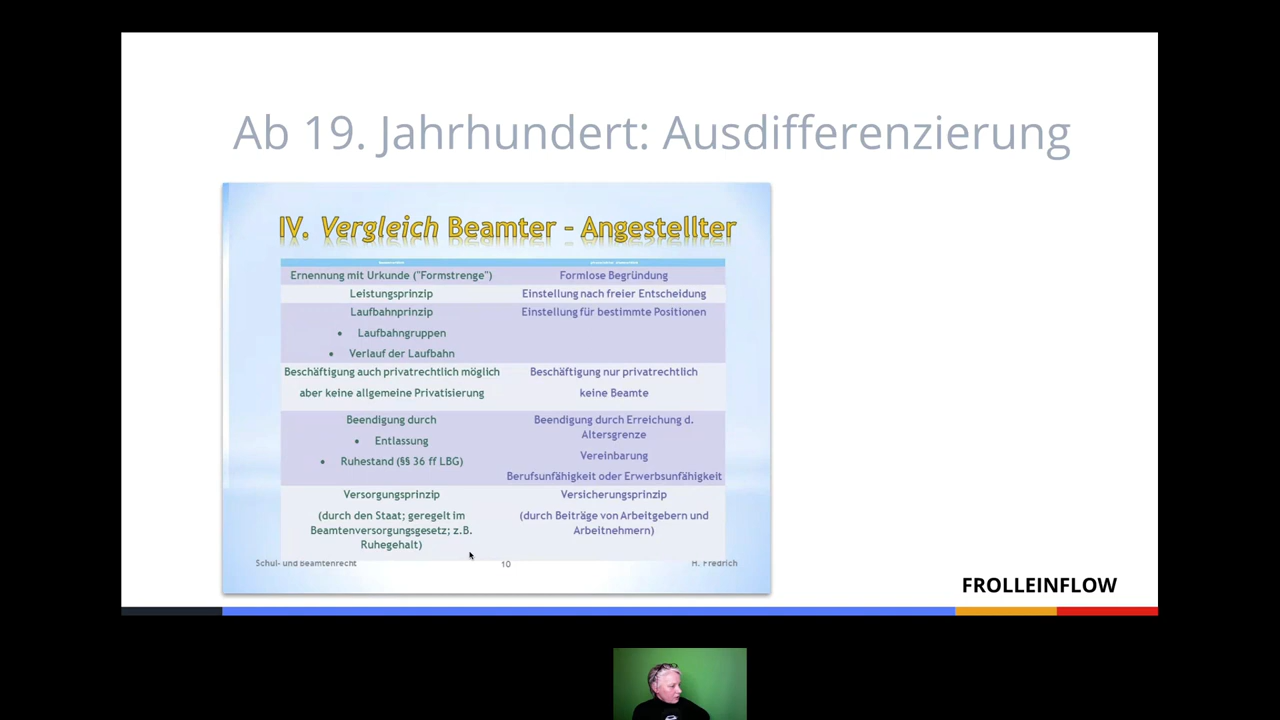 Ab 19. Jahrhundert: Ausdifferenzierung
IV. Vergleich Beamter - Angestellter
Ernennung mit Urkunde ("Formstrenge")
Formlose Begründung
Leistungsprinzip
Einstellung nach freier Entscheidung
Laufbahnprinzip
• Laufbahngruppen
• Verlauf der Laufbahn
Einstellung für bestimmte Positionen
Beschäftigung auch privatrechtlich möglich
aber keine allgemeine Privatisierung
Beschäftigung nur privatrechtlich
keine Beamte
Beendigung durch
• Entlassung
• Ruhestand (§§ 36 ff LBG)
Beendigung durch Erreichung d.
Altersgrenze
Vereinbarung
Berufsunfähigkeit oder Erwerbsunfähigkeit
Versorgungsprinzip
(durch den Staat; geregelt im
Beamtenversorgungsgesetz; z.B.
Ruhegehalt)
Versicherungsprinzip
(durch Beiträge von Arbeitgebern und
Arbeitnehmern)
Schul- und Beamtenrecht
10
H. Fredrich
FROLLEINFLOW